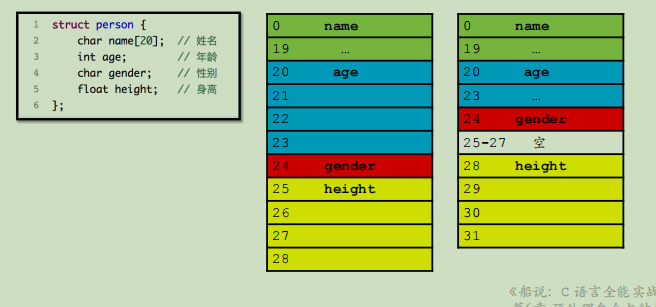 1 struct person {
2 char name[20]; // 姓名
3 int age; // 年龄
4 char gender; // 性别
5 float height; // 身高
6 };
0 name
19 …
20 age
21
22
23
24 gender
25 height
26
27
28
0 name
19 …
20 age
23 …
24 gender
25-27 空
28 height
29
30
31
《船说：C 语言全能实战